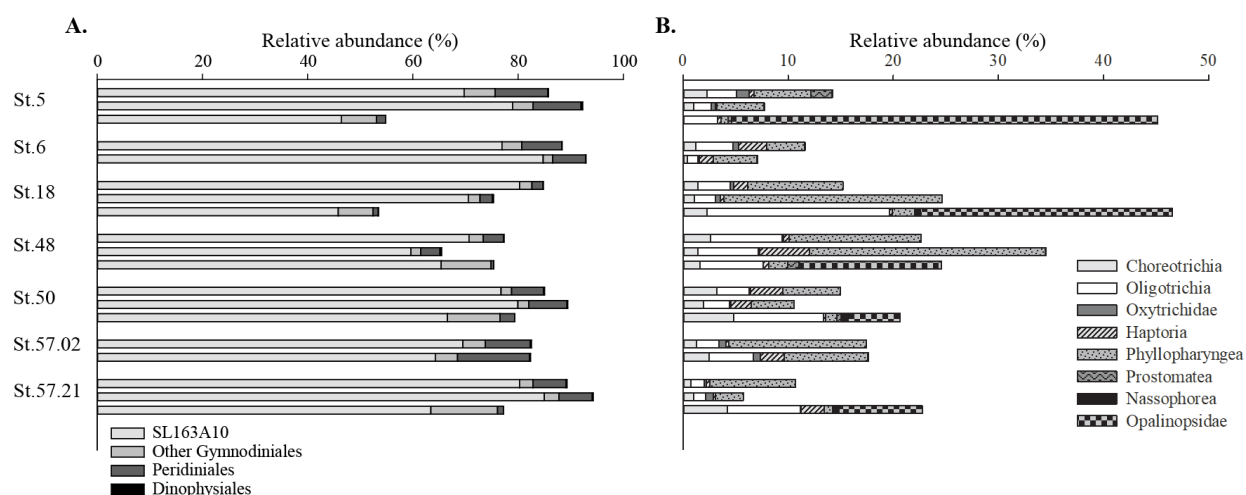 A.
Relative abundance (%)
0 20 40 60 80 100
St.5
St.6
St.18
St.48
St.50
St.57.02
St.57.21
SL163A10
Other Gymnodiniales
Peridiniales
Dinophysiales
B.
Relative abundance (%)
0 10 20 30 40 50
Choreotrichia
Oligotrichia
Oxytrichidae
Haptoria
Phyllopharyngea
Prostomatea
Nassophorea
Opalinopsidae